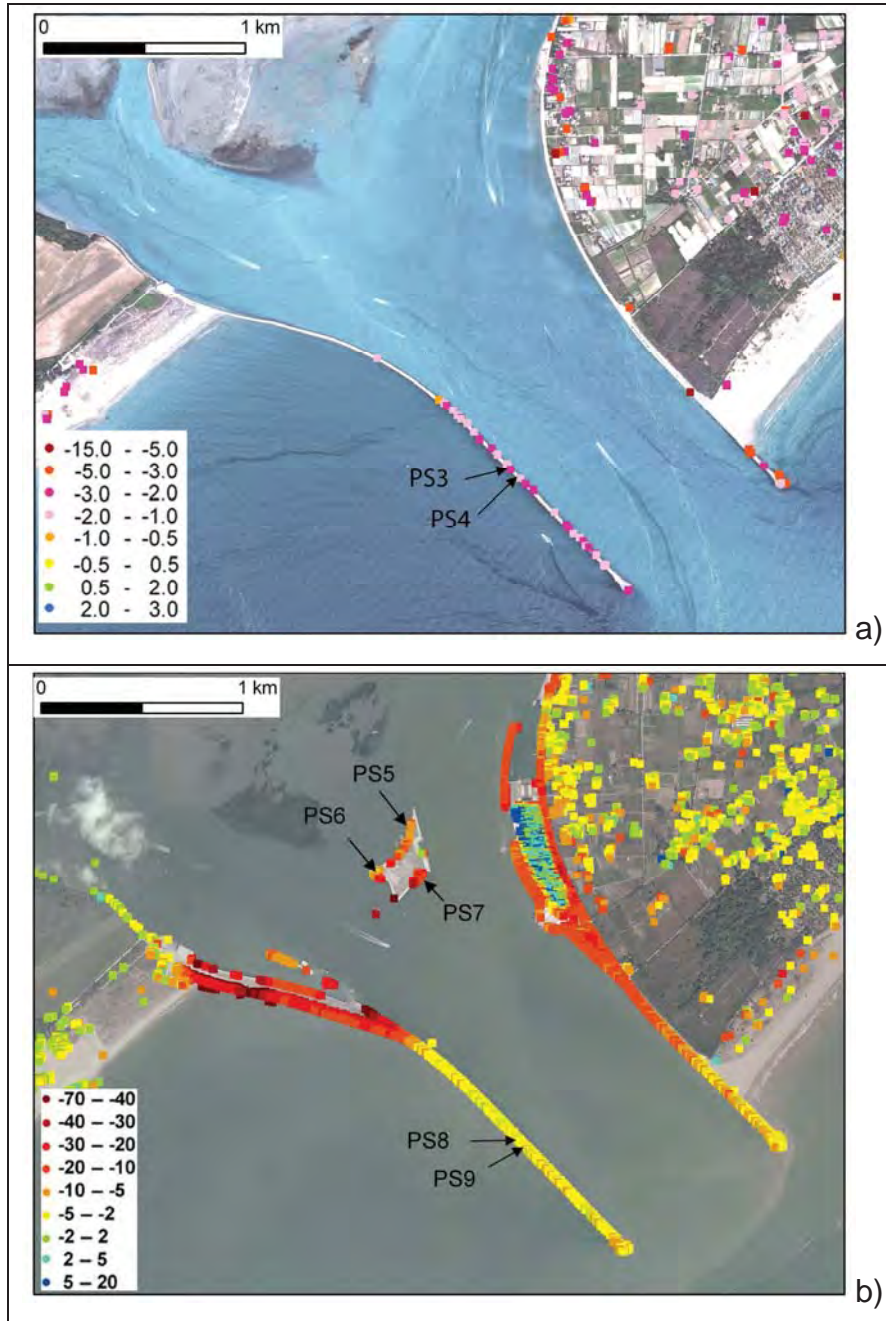 0 1 km
PS3
PS4
-15.0 - -5.0
-5.0 - -3.0
-3.0 - -2.0
-2.0 - -1.0
-1.0 - -0.5
-0.5 - 0.5
0.5 - 2.0
2.0 - 3.0
a)
0 1 km
PS5
PS6
PS7
PS8
PS9
-70 – -40
-40 – -30
-30 – -20
-20 – -10
-10 – -5
-5 – -2
-2 – 2
2 – 5
5 – 20
b)